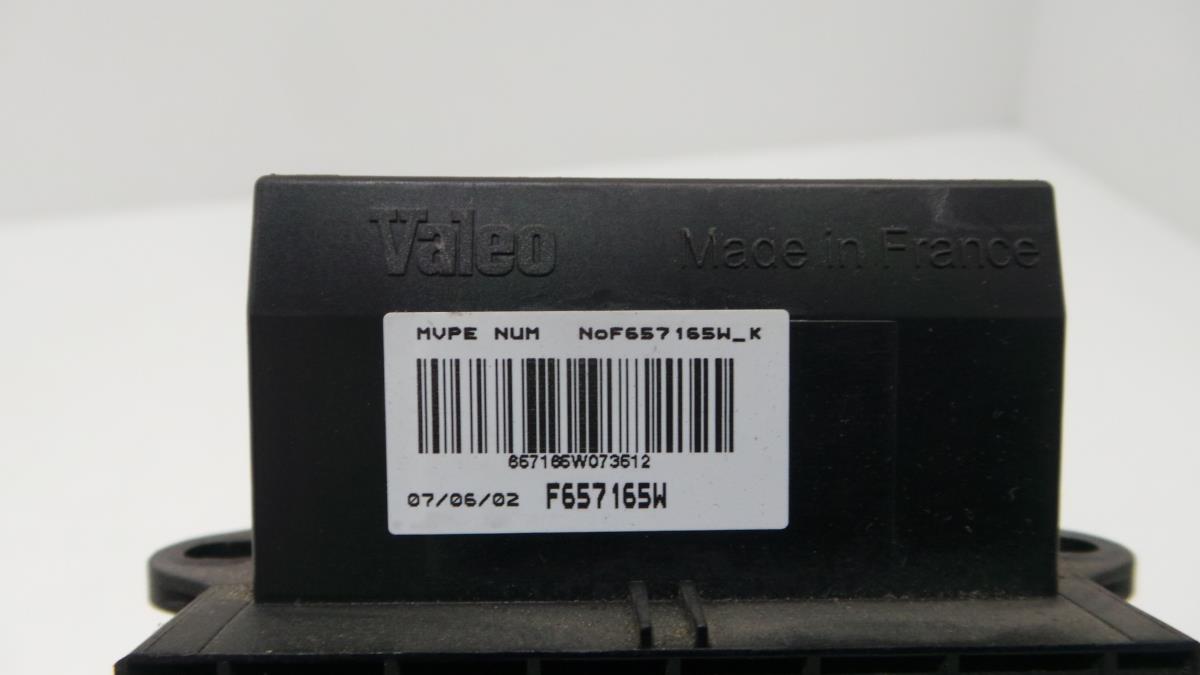 Valeo Made in France
MVPE NUM NoF657165W_K
657165W073612
07/06/02 F657165W